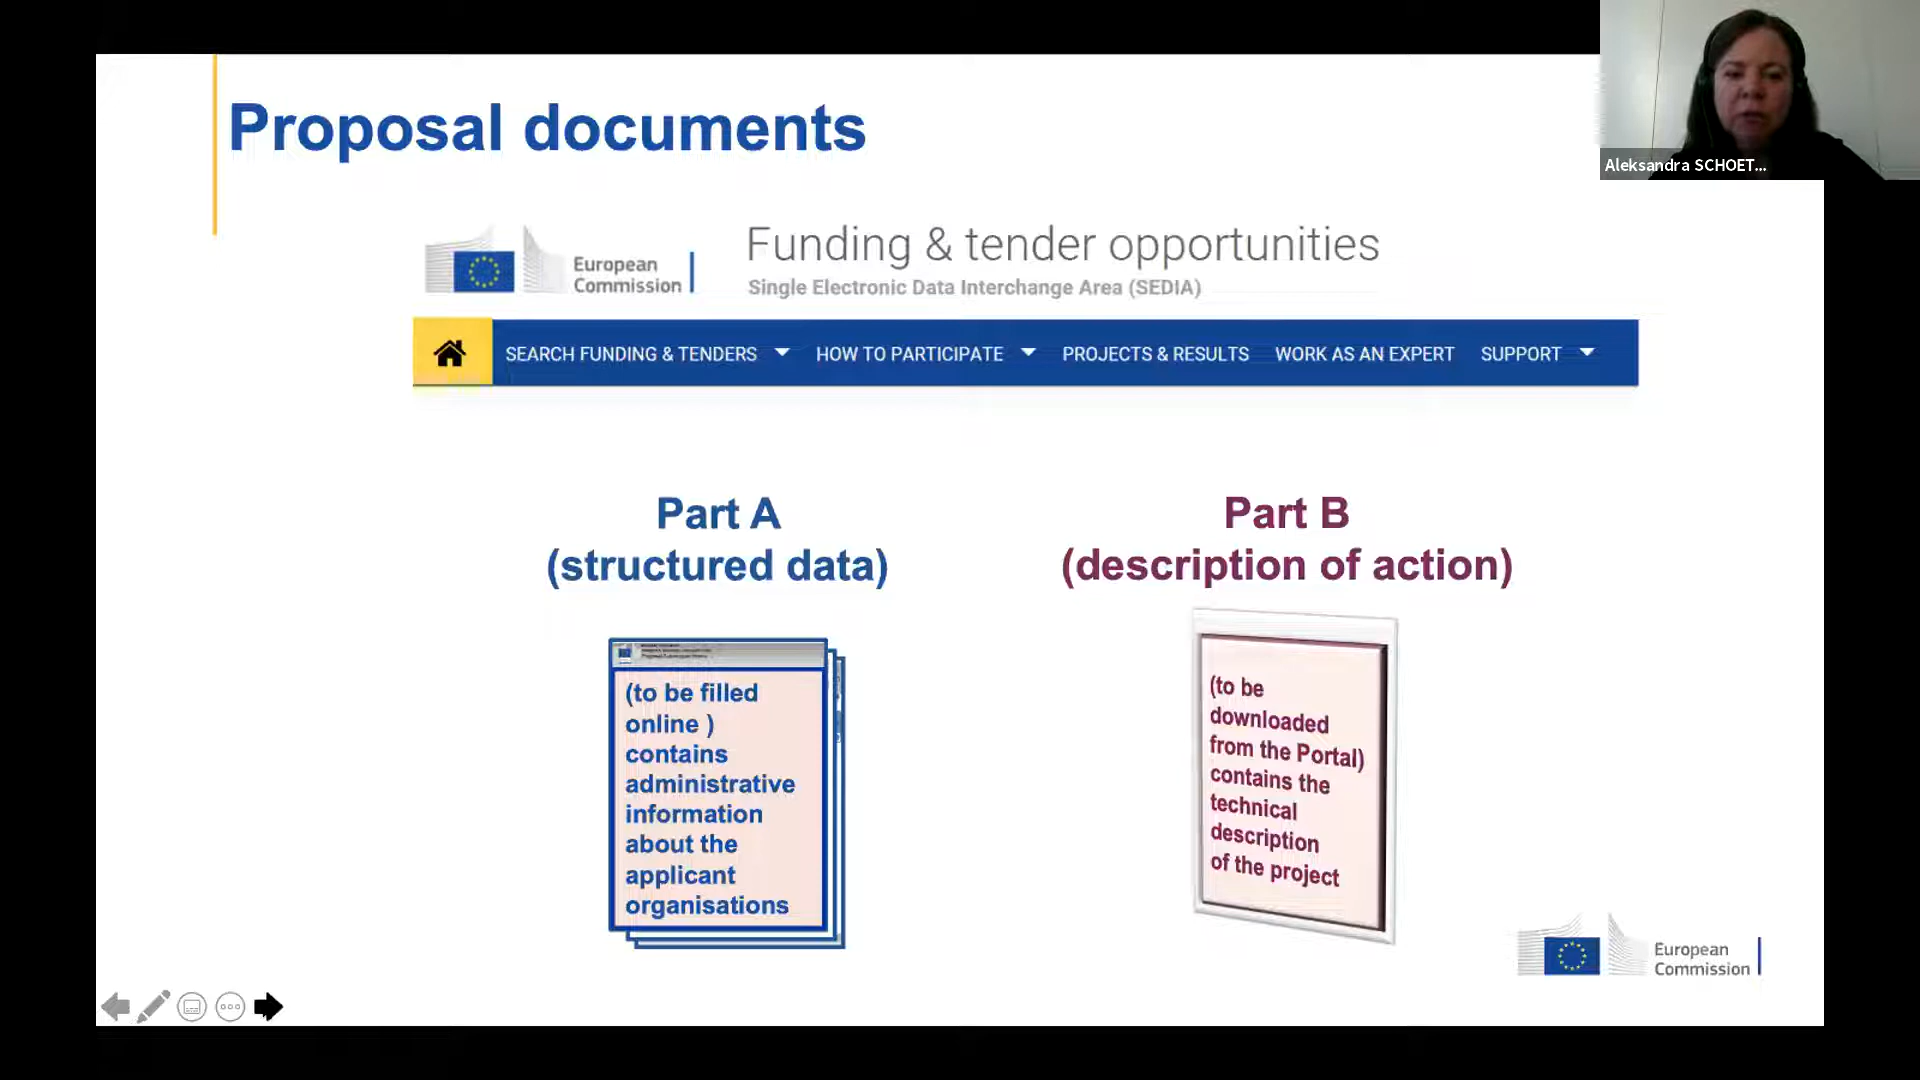 Proposal documents
Aleksandra SCHOET...
European
Commission
Funding & tender opportunities
Single Electronic Data Interchange Area (SEDIA)
SEARCH FUNDING & TENDERS
HOW TO PARTICIPATE
PROJECTS & RESULTS
WORK AS AN EXPERT
SUPPORT
Part A
(structured data)
(to be filled
online )
contains
administrative
information
about the
applicant
organisations
Part B
(description of action)
(to be
downloaded
from the Portal)
contains the
technical
description
of the project
European
Commission